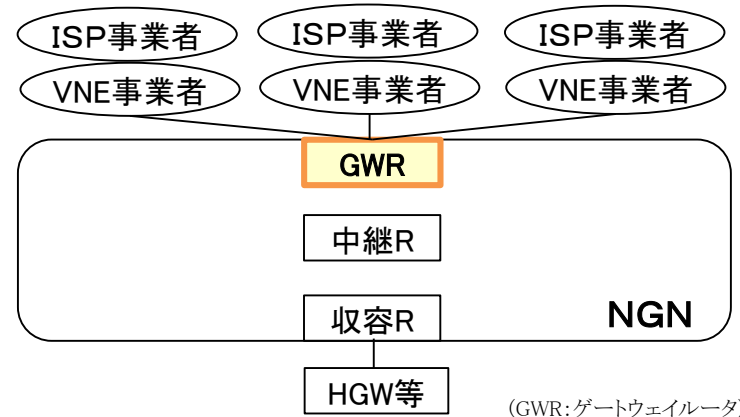 ISP事業者 ISP事業者 ISP事業者
VNE事業者 VNE事業者 VNE事業者
GWR
中継R
収容R NGN
HGW等
(GWR:ゲートウェイルータ)